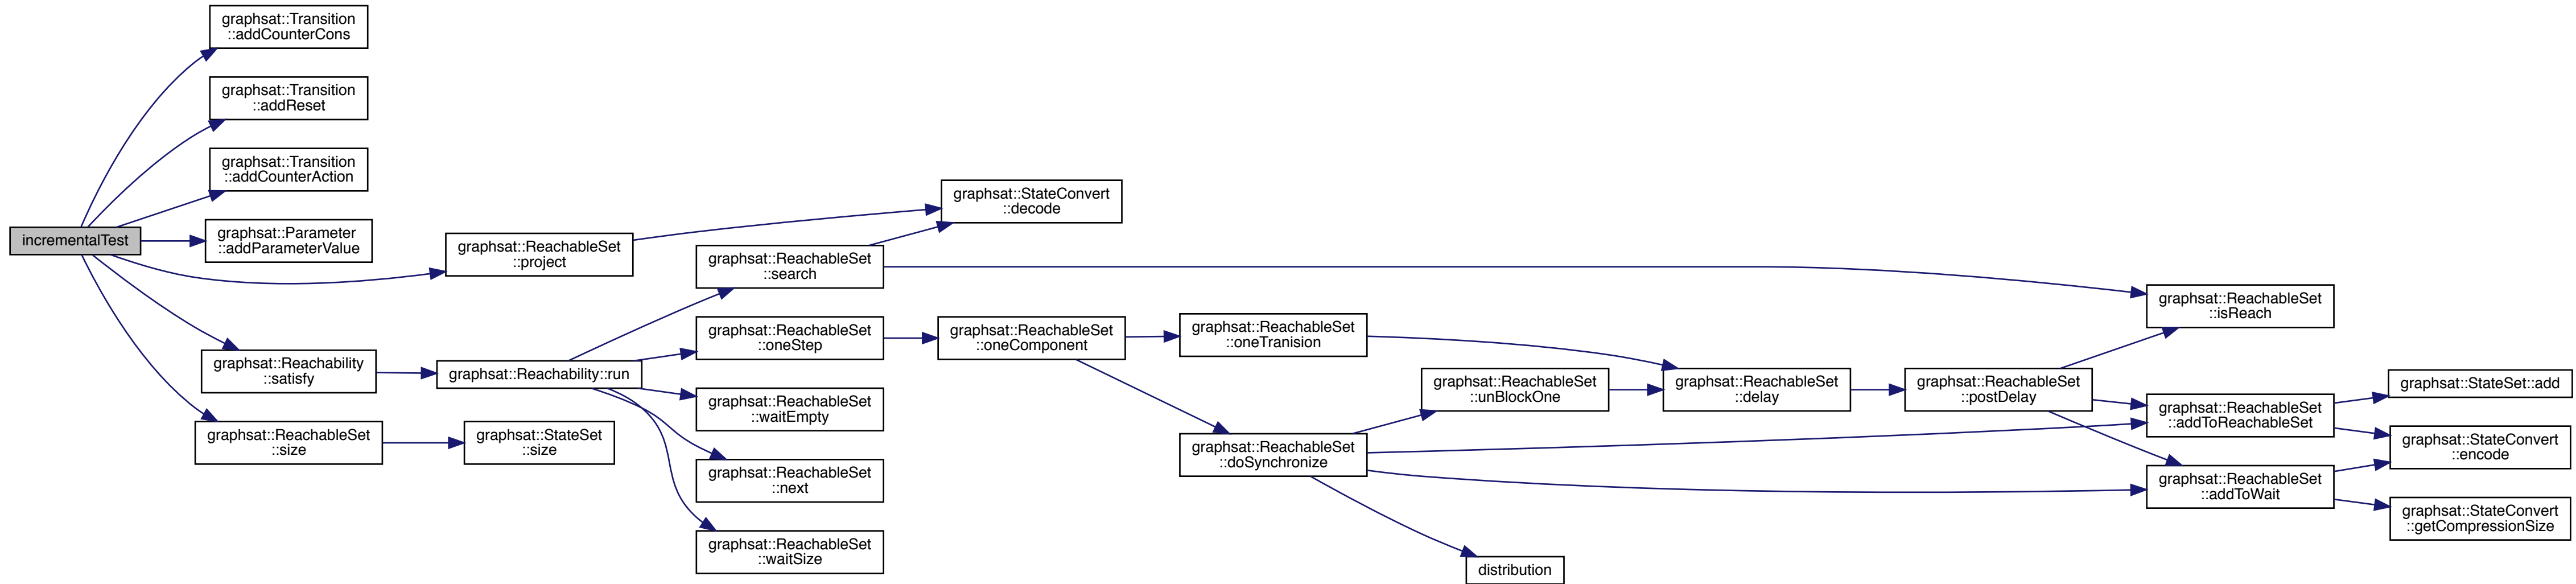 incrementalTest
graphsat::Transition
::addCounterCons
graphsat::Transition
::addReset
graphsat::Transition
::addCounterAction
graphsat::Parameter
::addParameterValue
graphsat::Reachability
::satisfy
graphsat::ReachableSet
::size
graphsat::ReachableSet
::project
graphsat::Reachability::run
graphsat::StateSet
::size
graphsat::ReachableSet
::search
graphsat::ReachableSet
::oneStep
graphsat::ReachableSet
::waitEmpty
graphsat::ReachableSet
::next
graphsat::ReachableSet
::waitSize
graphsat::StateConvert
::decode
graphsat::ReachableSet
::oneComponent
graphsat::ReachableSet
::oneTranision
graphsat::ReachableSet
::doSynchronize
graphsat::ReachableSet
::unBlockOne
distribution
graphsat::ReachableSet
::delay
graphsat::ReachableSet
::postDelay
graphsat::ReachableSet
::isReach
graphsat::ReachableSet
::addToReachableSet
graphsat::ReachableSet
::addToWait
graphsat::StateSet::add
graphsat::StateConvert
::encode
graphsat::StateConvert
::getCompressionSize